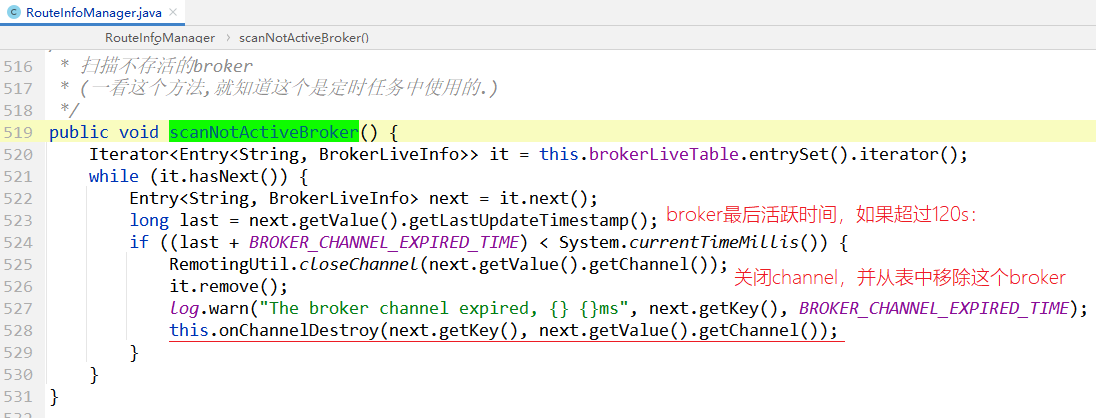 RouteInfoManager.java
RouteInfoManager > scanNotActiveBroker()
516 * 扫描不存活的broker
517 * (一看这个方法,就知道这个是定时任务中使用的.)
518 */
519 public void scanNotActiveBroker() {
520 Iterator<Entry<String, BrokerLiveInfo>> it = this.brokerLiveTable.entrySet().iterator();
521 while (it.hasNext()) {
522 Entry<String, BrokerLiveInfo> next = it.next();
523 long last = next.getValue().getLastUpdateTimestamp(); broker最后活跃时间，如果超过120s：
524 if ((last + BROKER_CHANNEL_EXPIRED_TIME) < System.currentTimeMillis()) {
525 RemotingUtil.closeChannel(next.getValue().getChannel());
关闭channel，并从表中移除这个broker
526 it.remove();
527 log.warn("The broker channel expired, {} {}ms", next.getKey(), BROKER_CHANNEL_EXPIRED_TIME);
528 this.onChannelDestroy(next.getKey(), next.getValue().getChannel());
529 }
530 }
531 }